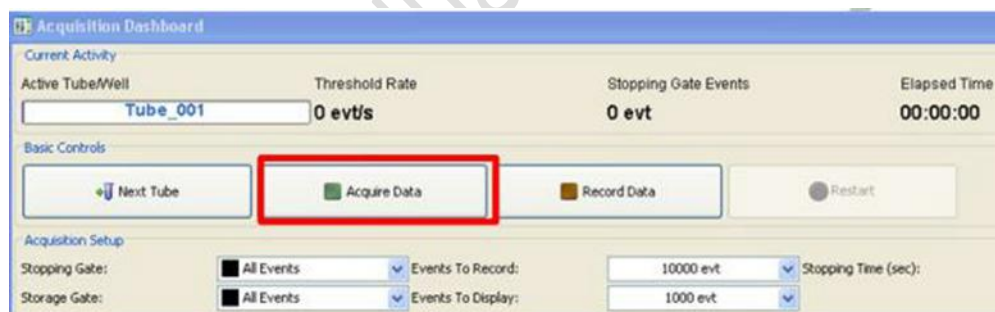 Acquisition Dashboard
Current Activity
Active Tube/Well Threshold Rate Stopping Gate Events Elapsed Time
Tube_001 0 evt/s 0 evt 00:00:00
Basic Controls
Next Tube Acquire Data Record Data Restart
Acquisition Setup
Stopping Gate: All Events Events To Record: 10000 evt Stopping Time (sec):
Storage Gate: All Events Events To Display: 1000 evt